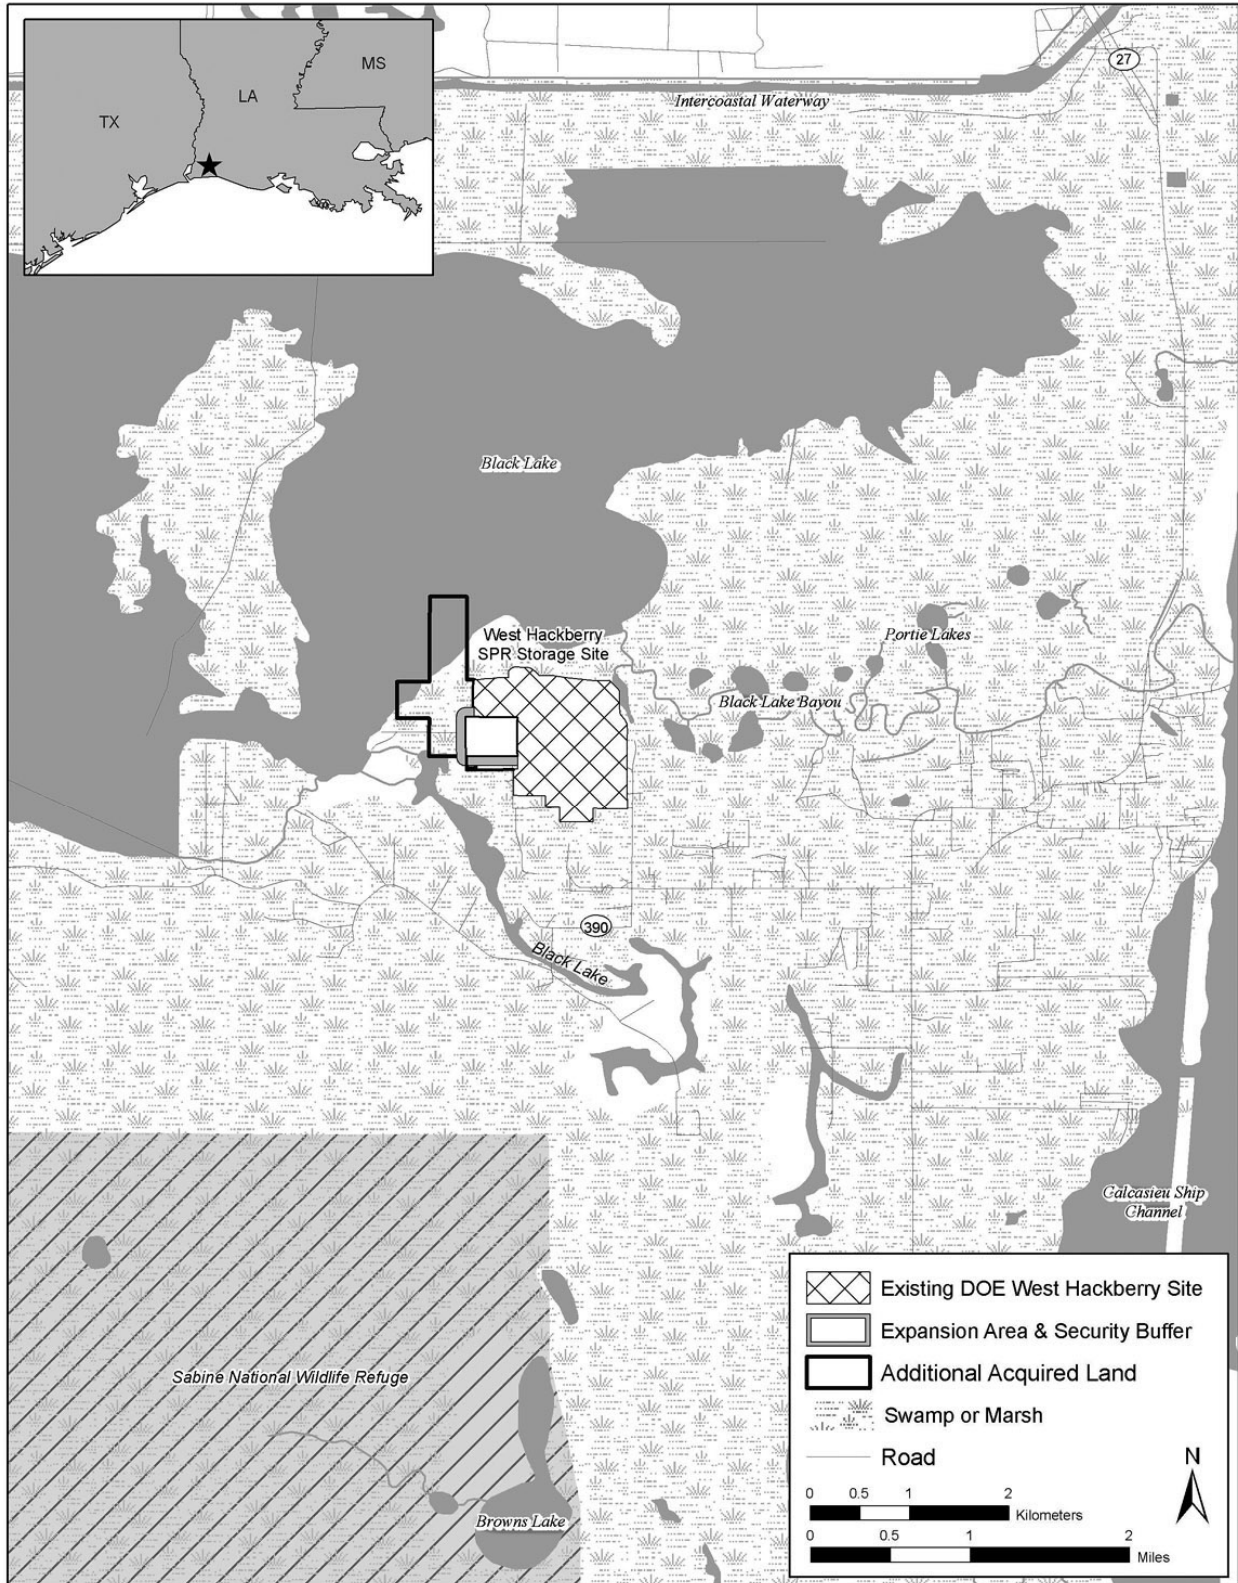 MS
LA
TX
27
Intercoastal Waterway
Black Lake
West Hackberry
SPR Storage Site
Portie Lakes
Black Lake Bayou
390
Black Lake
Calcasieu Ship
Channel
Sabine National Wildlife Refuge
Browns Lake
Existing DOE West Hackberry Site
Expansion Area & Security Buffer
Additional Acquired Land
Swamp or Marsh
Road
N
0 0.5 1 2
Kilometers
0 0.5 1 2
Miles